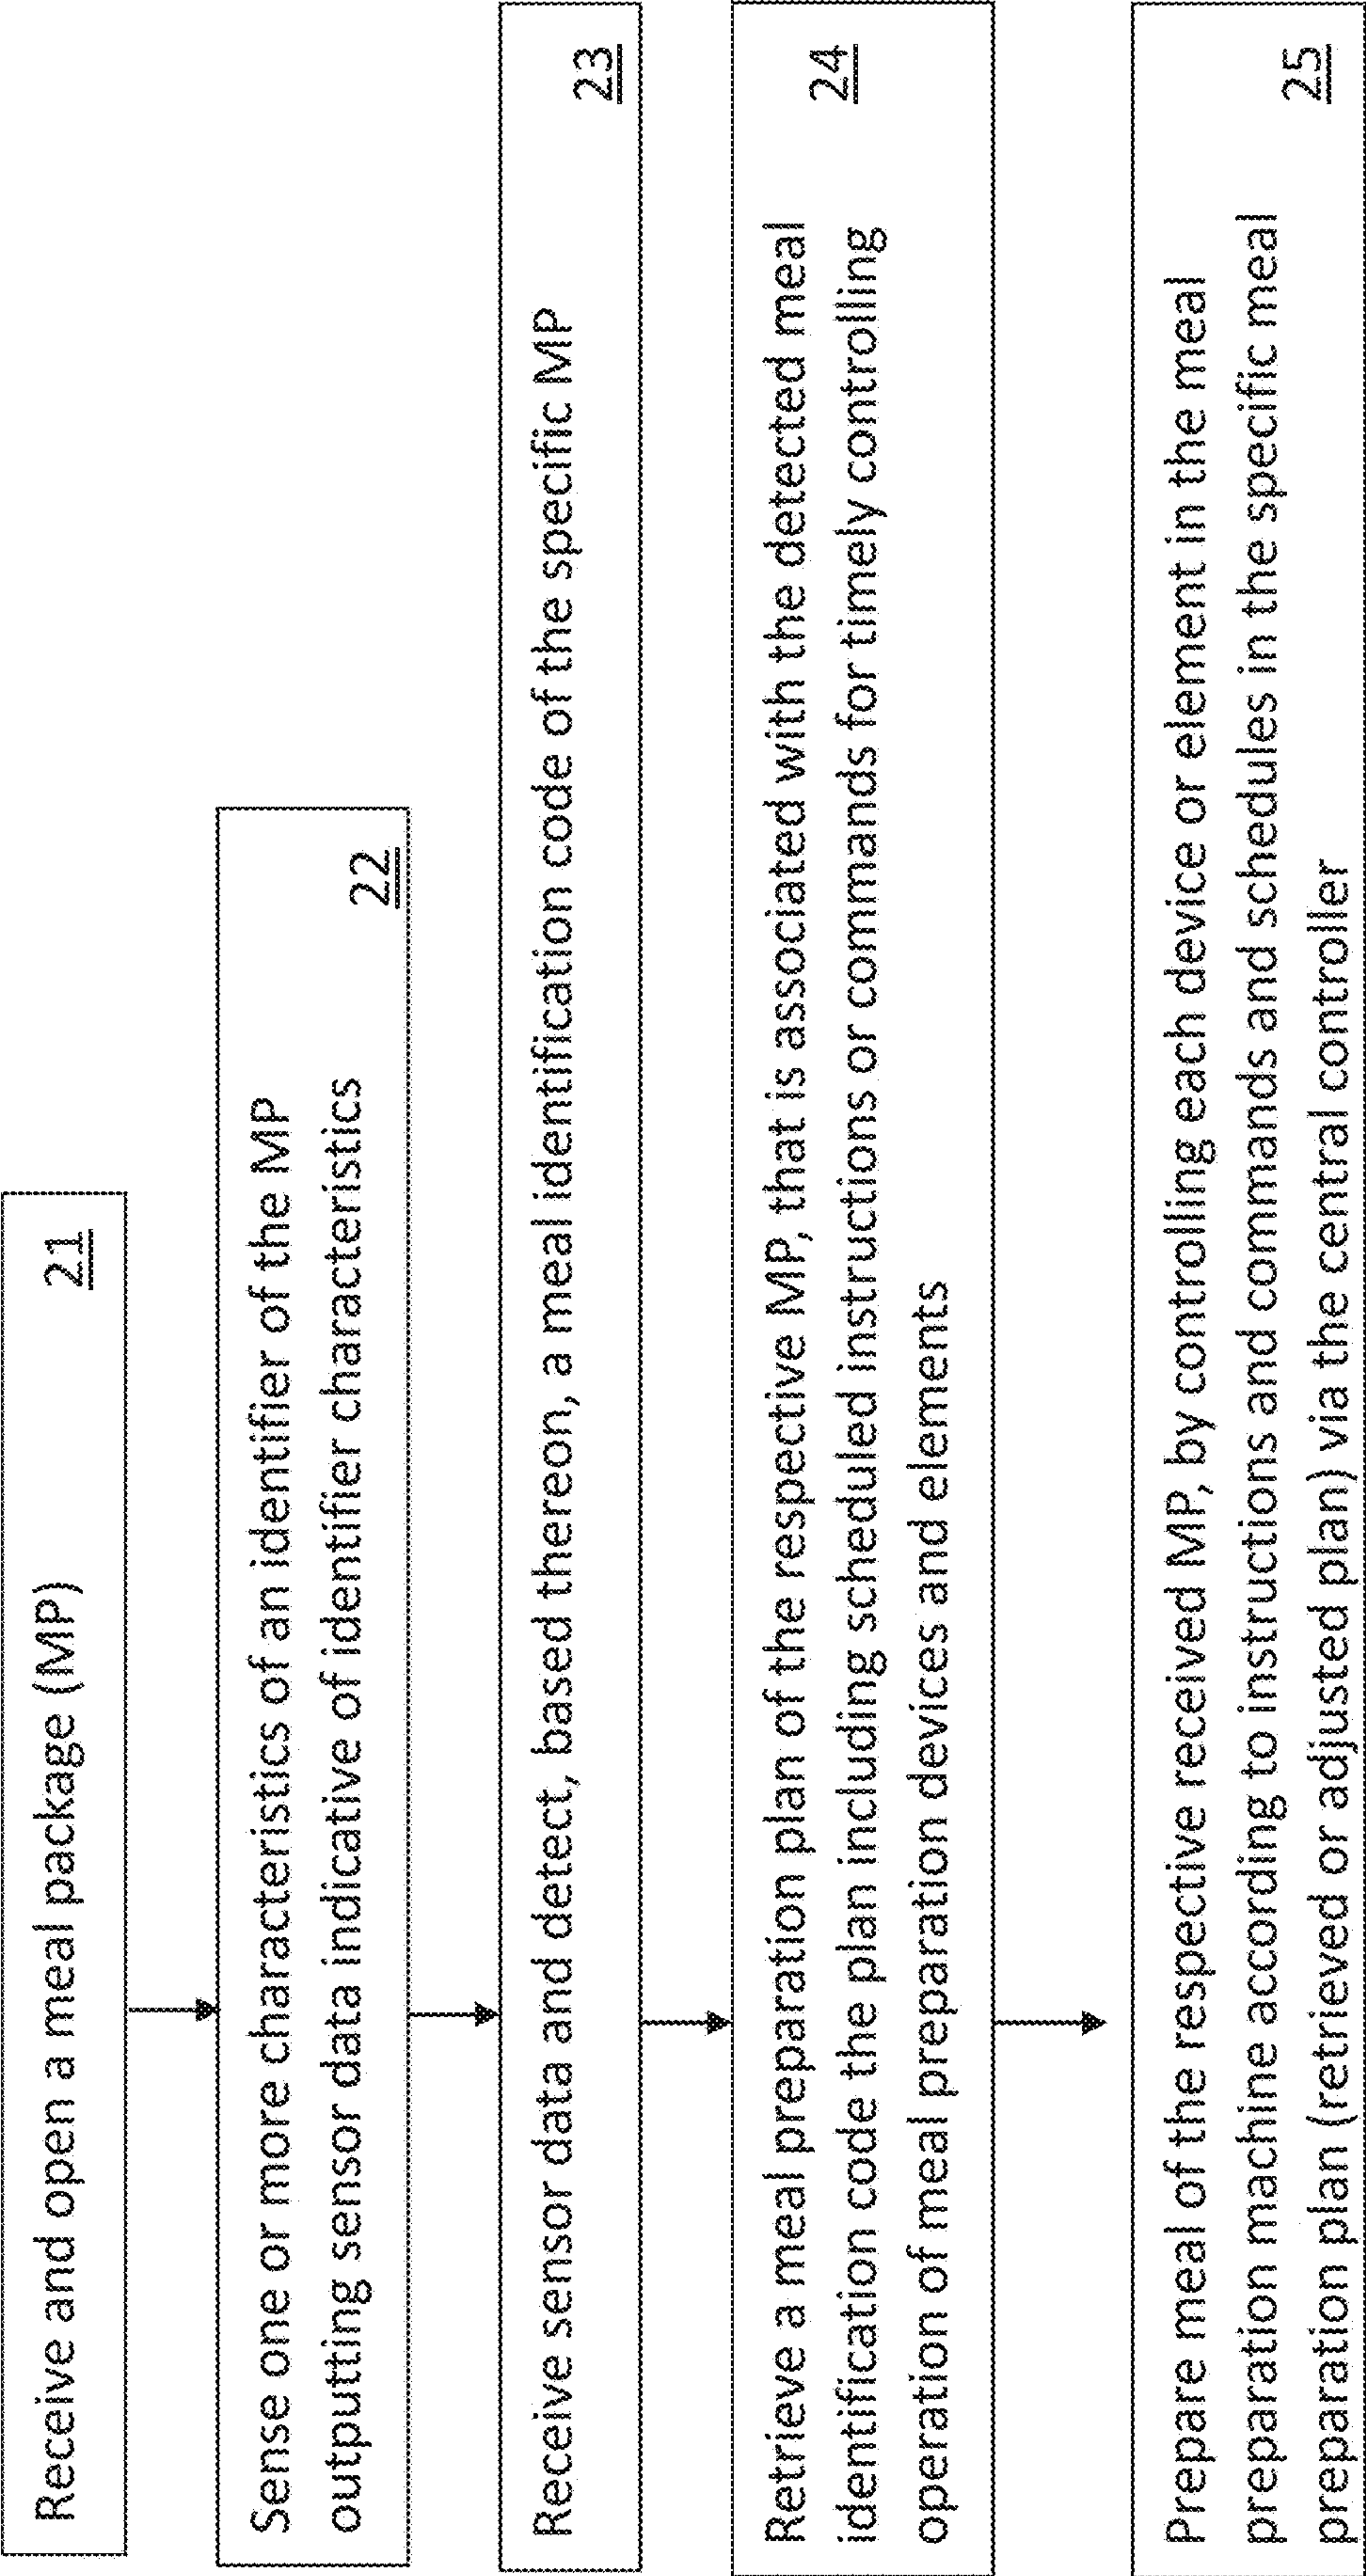 Receive and open a meal package (MP) 21
Sense one or more characteristics of an identifier of the MP
outputting sensor data indicative of identifier characteristics 22
Receive sensor data and detect, based thereon, a meal identification code of the specific MP 23
Retrieve a meal preparation plan of the respective MP, that is associated with the detected meal
identification code the plan including scheduled instructions or commands for timely controlling 24
operation of meal preparation devices and elements
Prepare meal of the respective received MP, by controlling each device or element in the meal
preparation machine according to instructions and commands and schedules in the specific meal
preparation plan (retrieved or adjusted plan) via the central controller 25